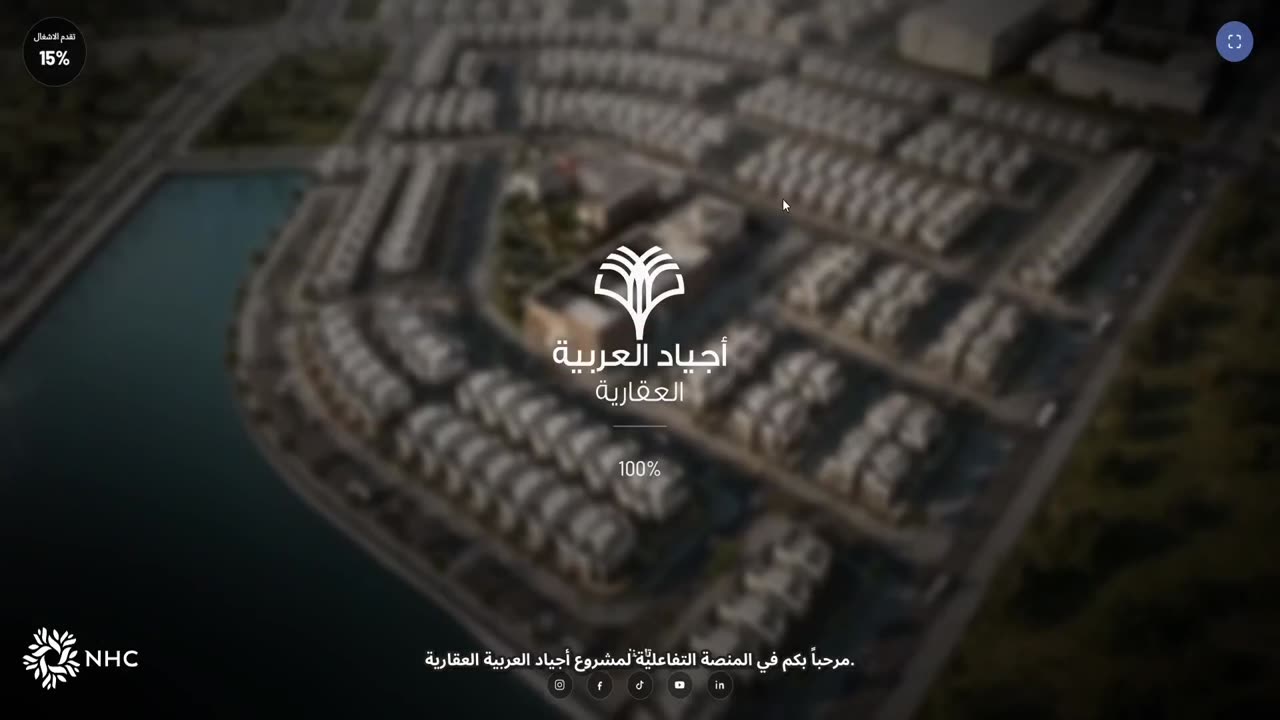 تقدم الاشغال
15%
أجياد العربية
العقارية
100%
NHC
مرحباً بكم في المنصة التفاعليّة لمشروع أجياد العربية العقارية.